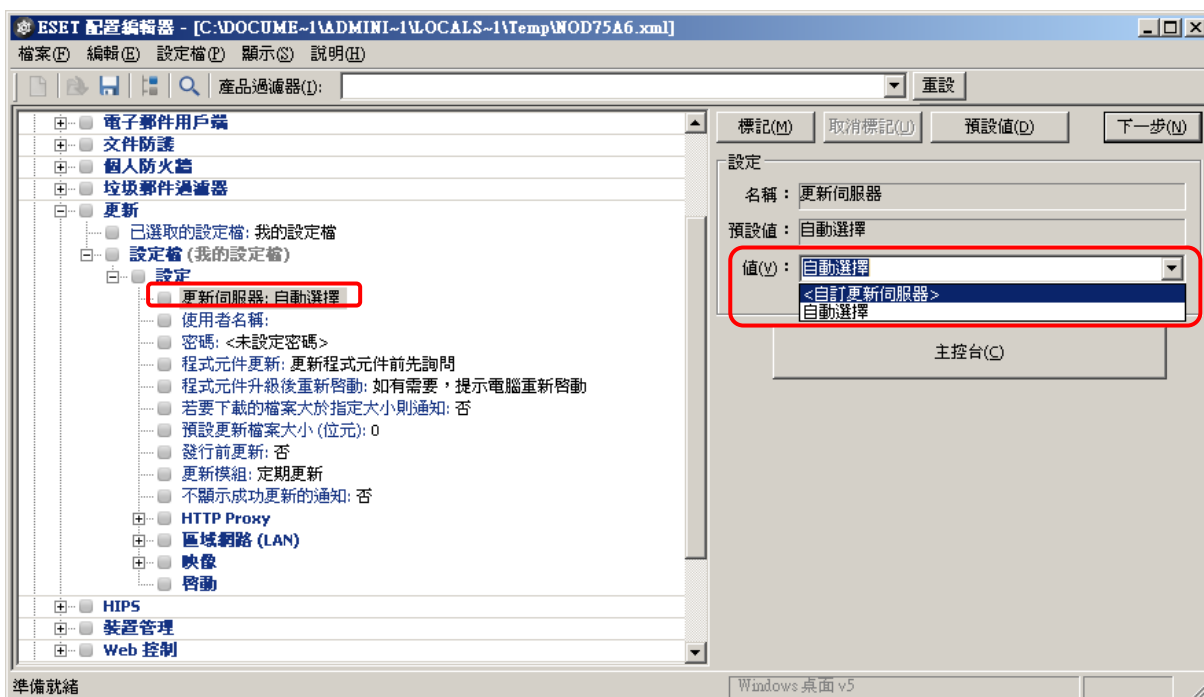 ESET 配置編輯器 - [C:\DOCUME~1\ADMINI~1\LOCALS~1\Temp\NOD75A6.xml]
檔案(F) 編輯(E) 設定檔(P) 顯示(S) 說明(H)
產品過濾器(I): 重設
電子郵件用戶端
文件防護
個人防火牆
垃圾郵件過濾器
更新
已選取的設定檔: 我的設定檔
設定檔 (我的設定檔)
設定
更新伺服器: 自動選擇
使用者名稱:
密碼: <未設定密碼>
程式元件更新: 更新程式元件前先詢問
程式元件升級後重新啓動: 如有需要，提示電腦重新啓動
若要下載的檔案大於指定大小則通知: 否
預設更新檔案大小 (位元): 0
發行前更新: 否
更新模組: 定期更新
不顯示成功更新的通知: 否
HTTP Proxy
區域網路 (LAN)
映像
啓動
HIPS
裝置管理
Web 控制
標記(M) 取消標記(U) 預設値(D) 下一步(N)
設定
名稱： 更新伺服器
預設値： 自動選擇
値(V)： 自動選擇
<自訂更新伺服器>
自動選擇
主控台(C)
準備就緒 Windows 桌面 v5